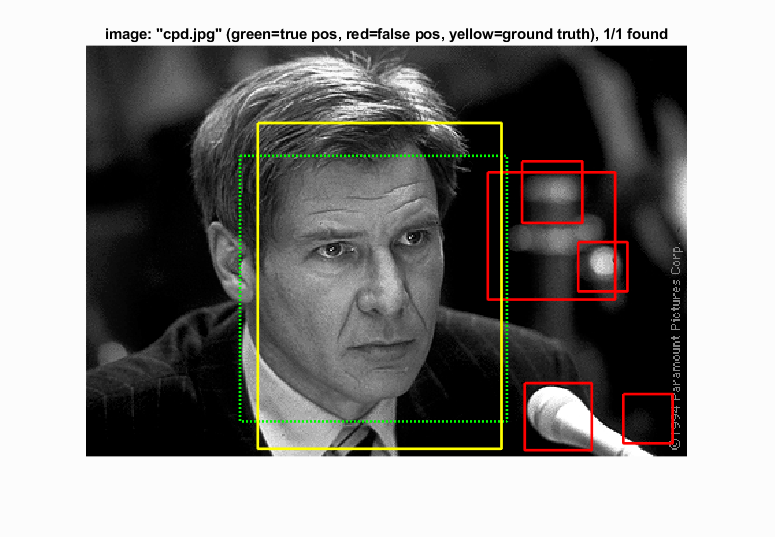 image: "cpd.jpg" (green=true pos, red=false pos, yellow=ground truth), 1/1 found
©1994 Paramount Pictures Corp.